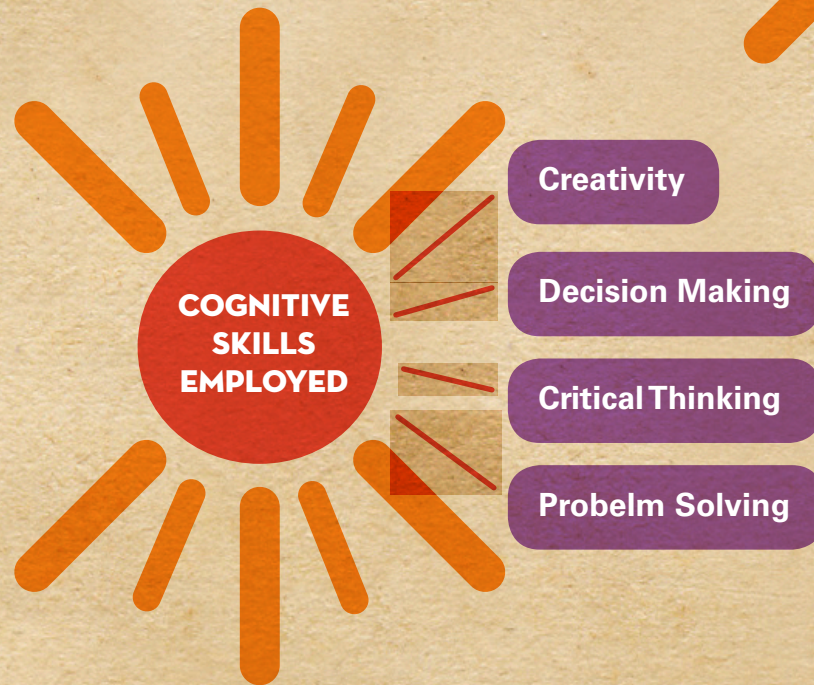 COGNITIVE
SKILLS
EMPLOYED
Creativity
Decision Making
Critical Thinking
Probelm Solving